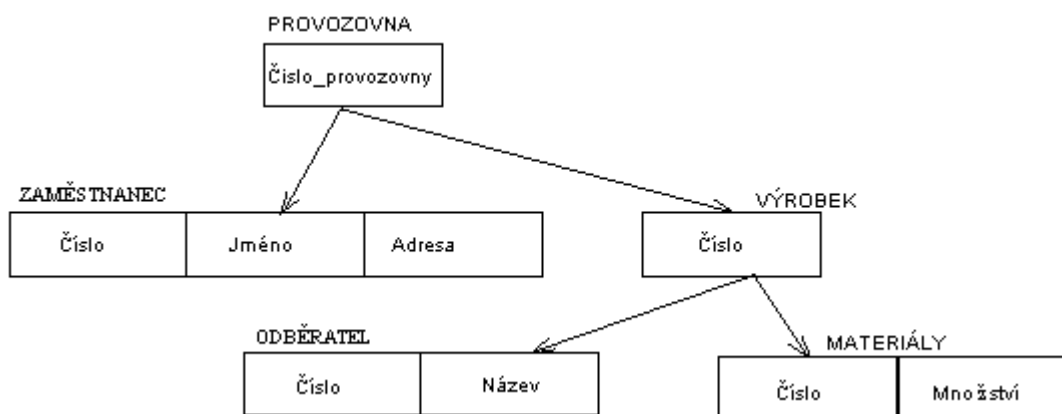 PROVOZOVNA
Číslo_provozovny
ZAMĚSTNANEC
Číslo Jméno Adresa
VÝROBEK
Číslo
ODBĚRATEL
Číslo Název
MATERIÁLY
Číslo Množství